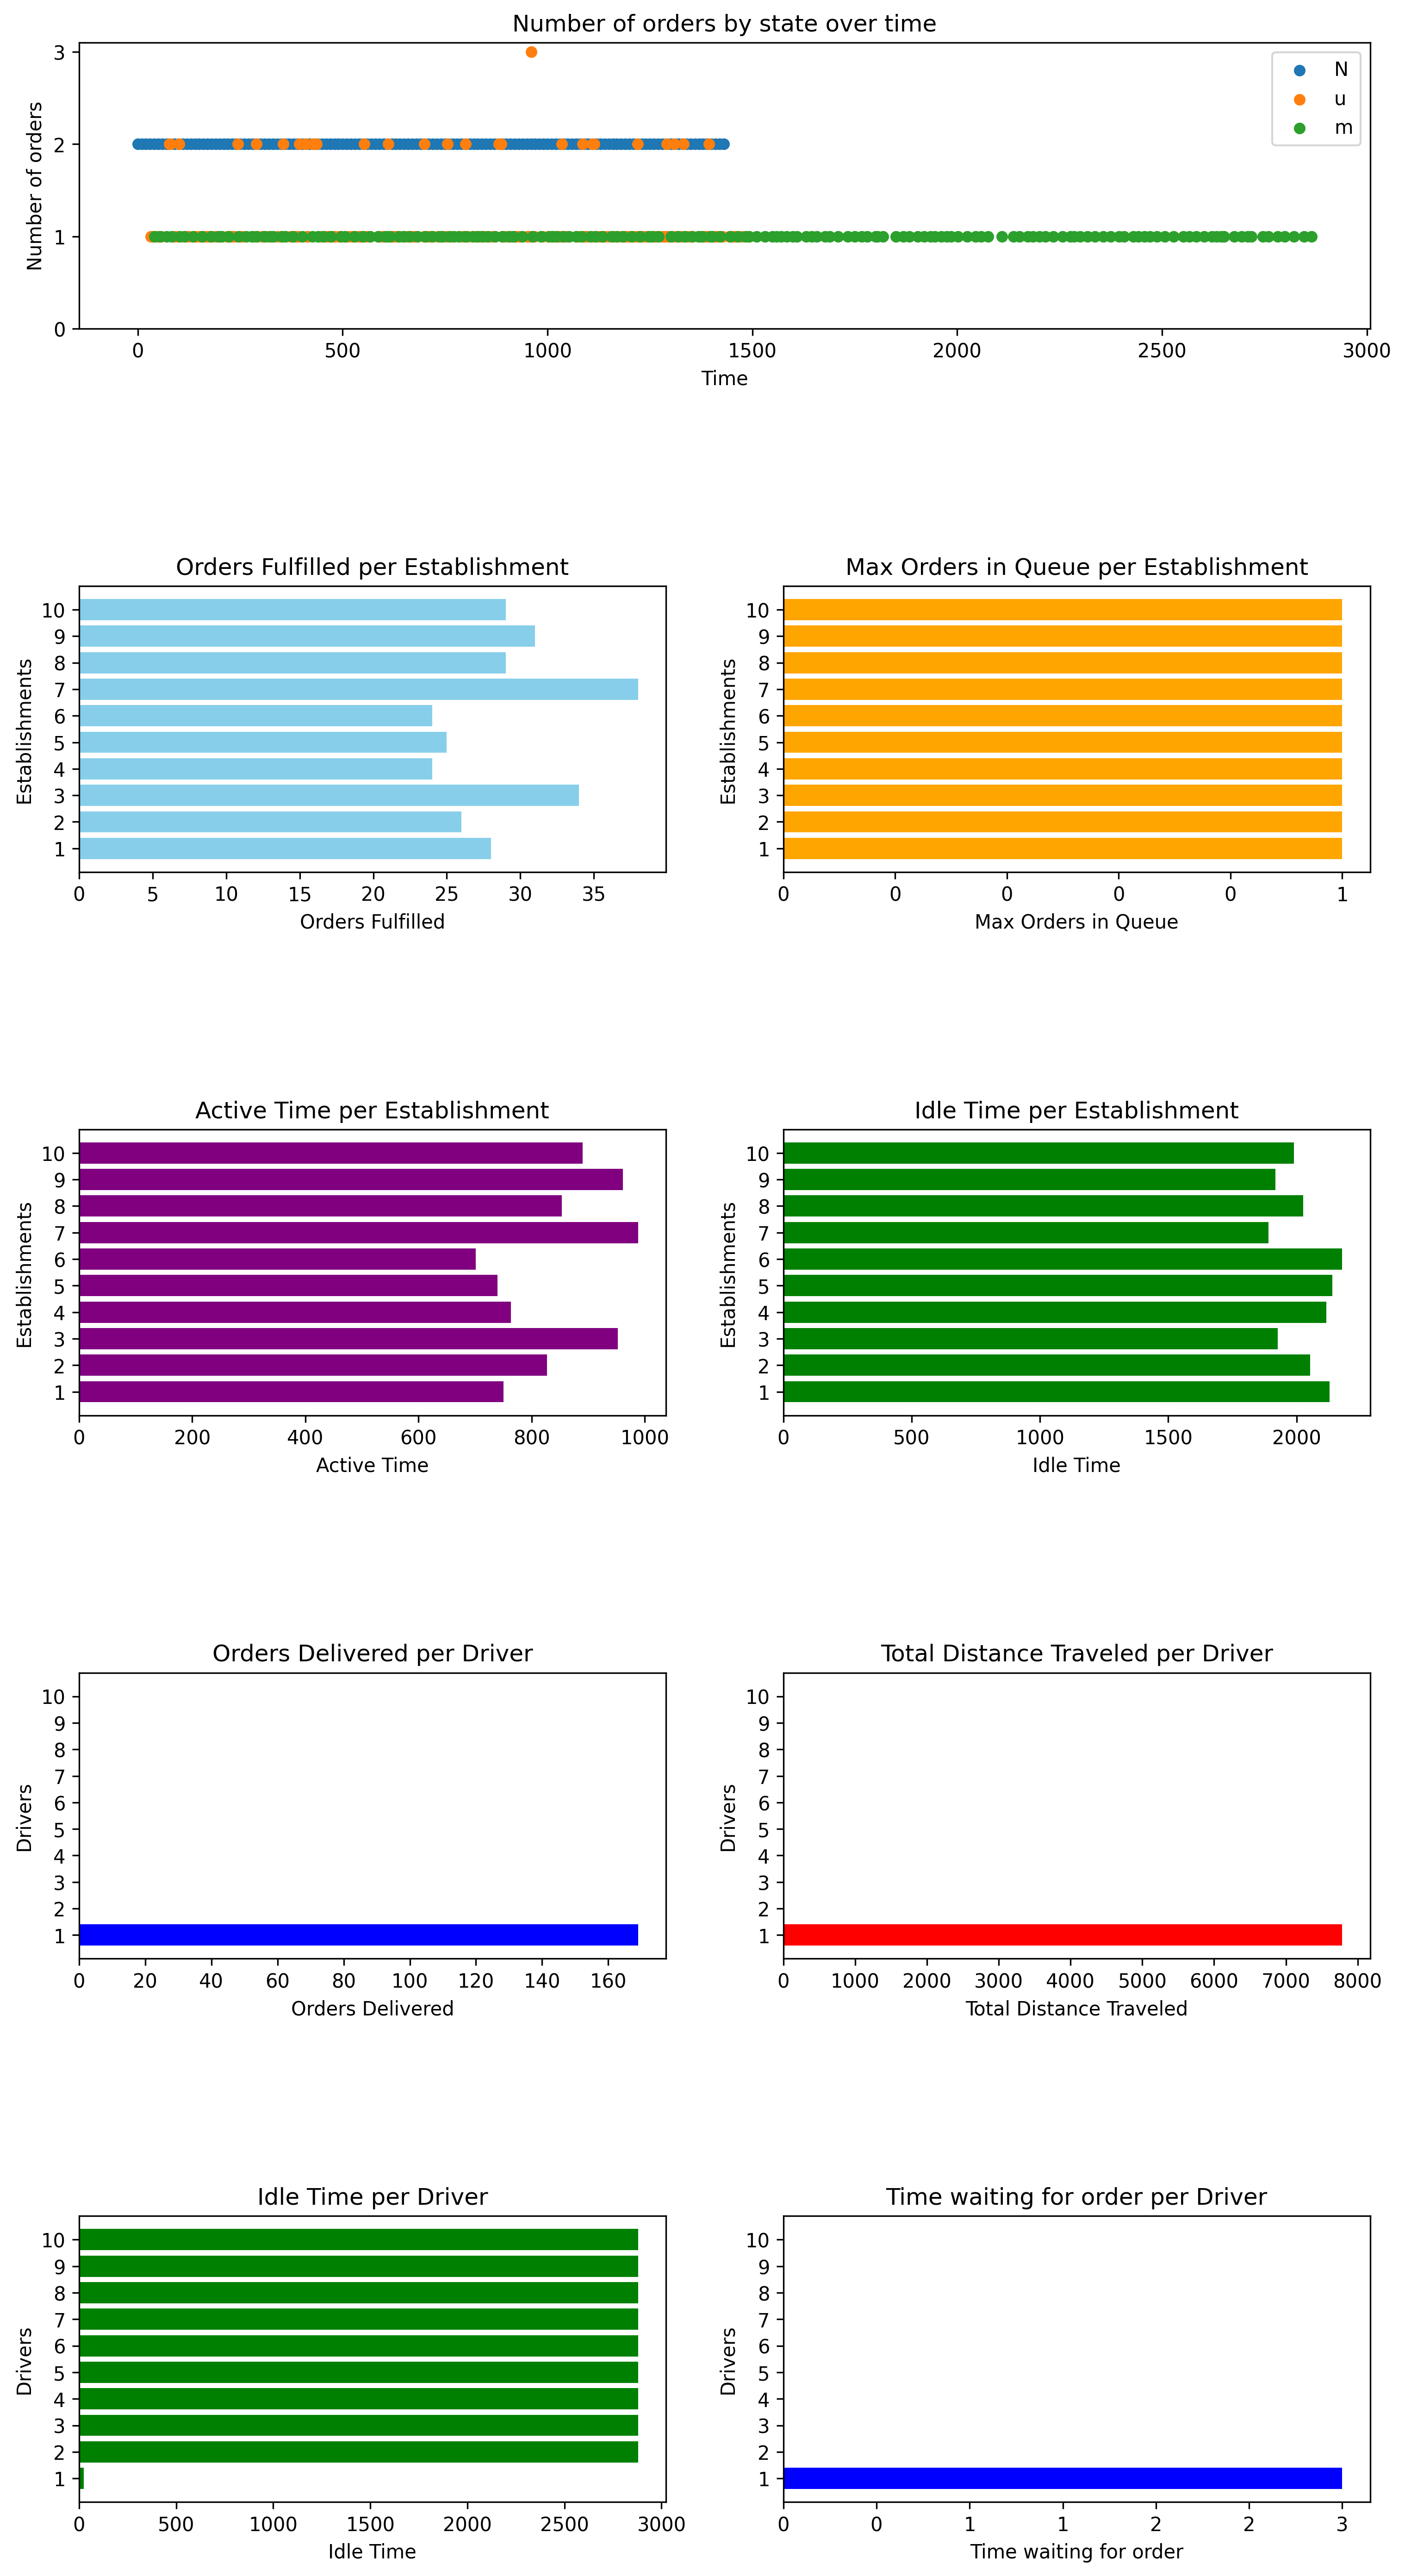 Number of orders by state over time
Number of orders
3
2
1
0
N
u
m
0 500 1000 1500 2000 2500 3000
Time
Orders Fulfilled per Establishment
Establishments
10
9
8
7
6
5
4
3
2
1
0 5 10 15 20 25 30 35
Orders Fulfilled
Max Orders in Queue per Establishment
Establishments
10
9
8
7
6
5
4
3
2
1
0 0 0 0 0 1
Max Orders in Queue
Active Time per Establishment
Establishments
10
9
8
7
6
5
4
3
2
1
0 200 400 600 800 1000
Active Time
Idle Time per Establishment
Establishments
10
9
8
7
6
5
4
3
2
1
0 500 1000 1500 2000
Idle Time
Orders Delivered per Driver
Drivers
10
9
8
7
6
5
4
3
2
1
0 20 40 60 80 100 120 140 160
Orders Delivered
Total Distance Traveled per Driver
Drivers
10
9
8
7
6
5
4
3
2
1
0 1000 2000 3000 4000 5000 6000 7000 8000
Total Distance Traveled
Idle Time per Driver
Drivers
10
9
8
7
6
5
4
3
2
1
0 500 1000 1500 2000 2500 3000
Idle Time
Time waiting for order per Driver
Drivers
10
9
8
7
6
5
4
3
2
1
0 0 1 1 2 2 3
Time waiting for order